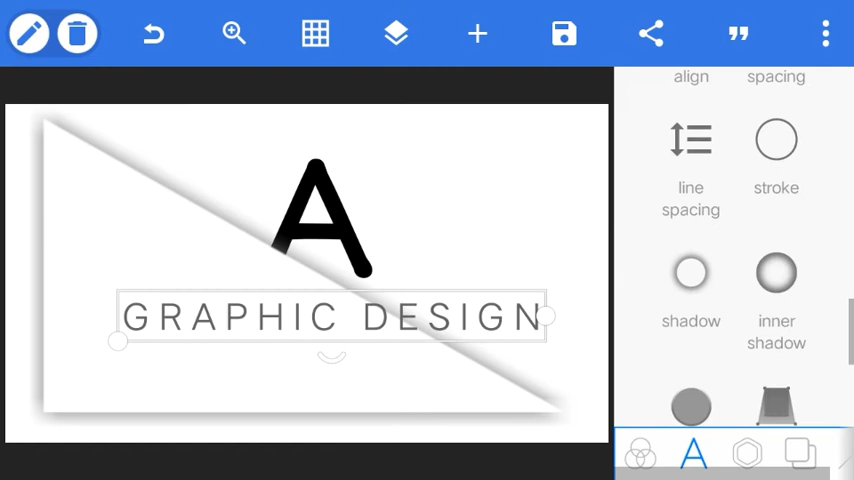 align
spacing
A
line
spacing
stroke
GRAPHIC DESIGN
shadow
inner
shadow
A